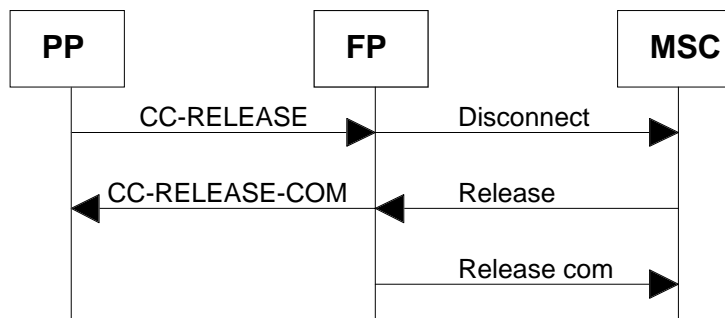 PP
FP
MSC
CC-RELEASE
Disconnect
CC-RELEASE-COM
Release
Release com